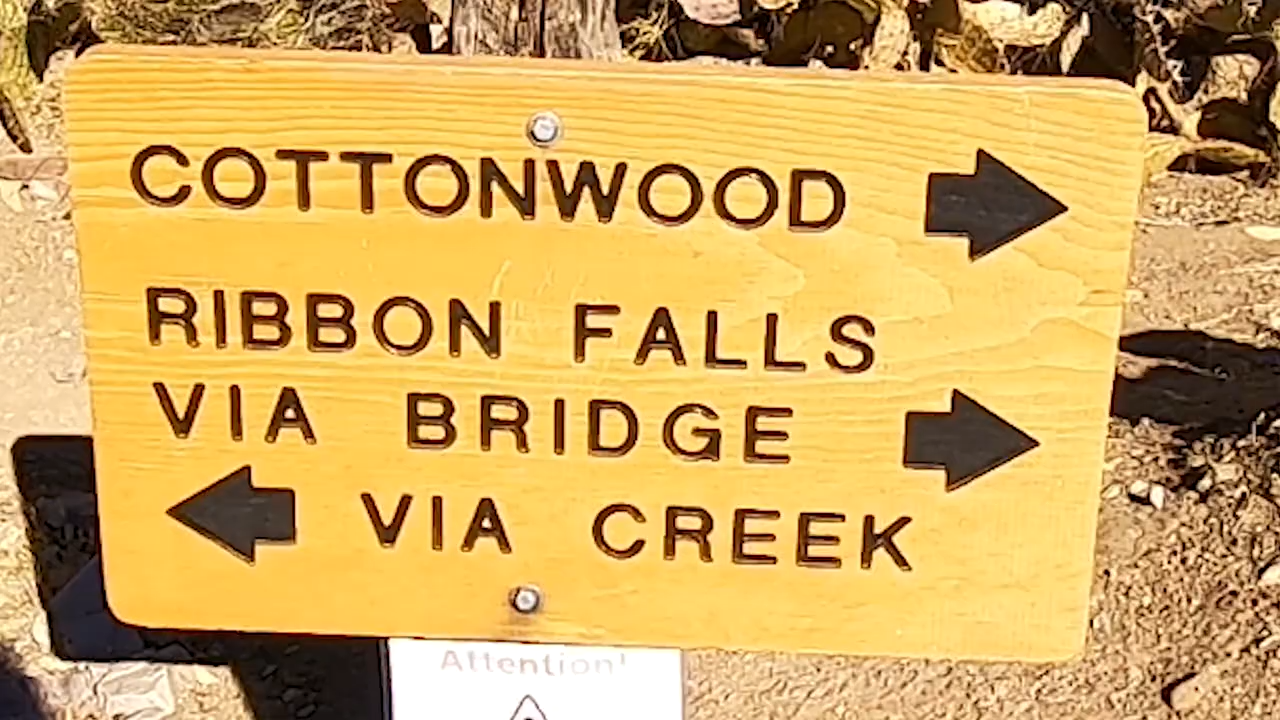 COTTONWOOD
RIBBON FALLS
VIA BRIDGE
VIA CREEK
Attention!